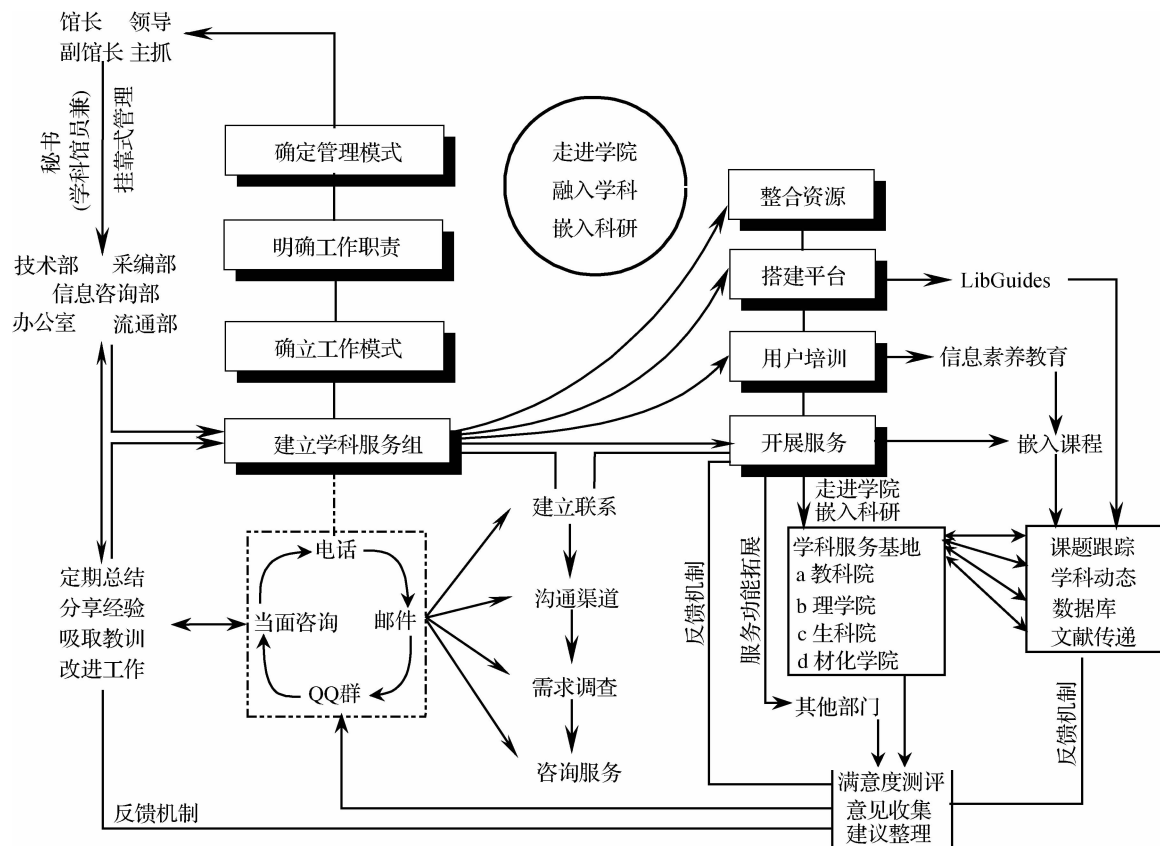 馆长 领导
副馆长 主抓
秘书
(学科馆员兼)
挂靠式管理
技术部 采编部
信息咨询部
办公室 流通部
确定管理模式
明确工作职责
确立工作模式
建立学科服务组
走进学院
融入学科
嵌入科研
整合资源
搭建平台
LibGuides
用户培训
信息素养教育
开展服务
嵌入课程
走进学院
嵌入科研
定期总结
分享经验
吸取教训
改进工作
电话
当面咨询
邮件
QQ群
建立联系
沟通渠道
需求调查
咨询服务
反馈机制
服务功能拓展
学科服务基地
a 教科院
b 理学院
c 生科院
d 材化学院
课题跟踪
学科动态
数据库
文献传递
其他部门
反馈机制
满意度测评
意见收集
建议整理
反馈机制